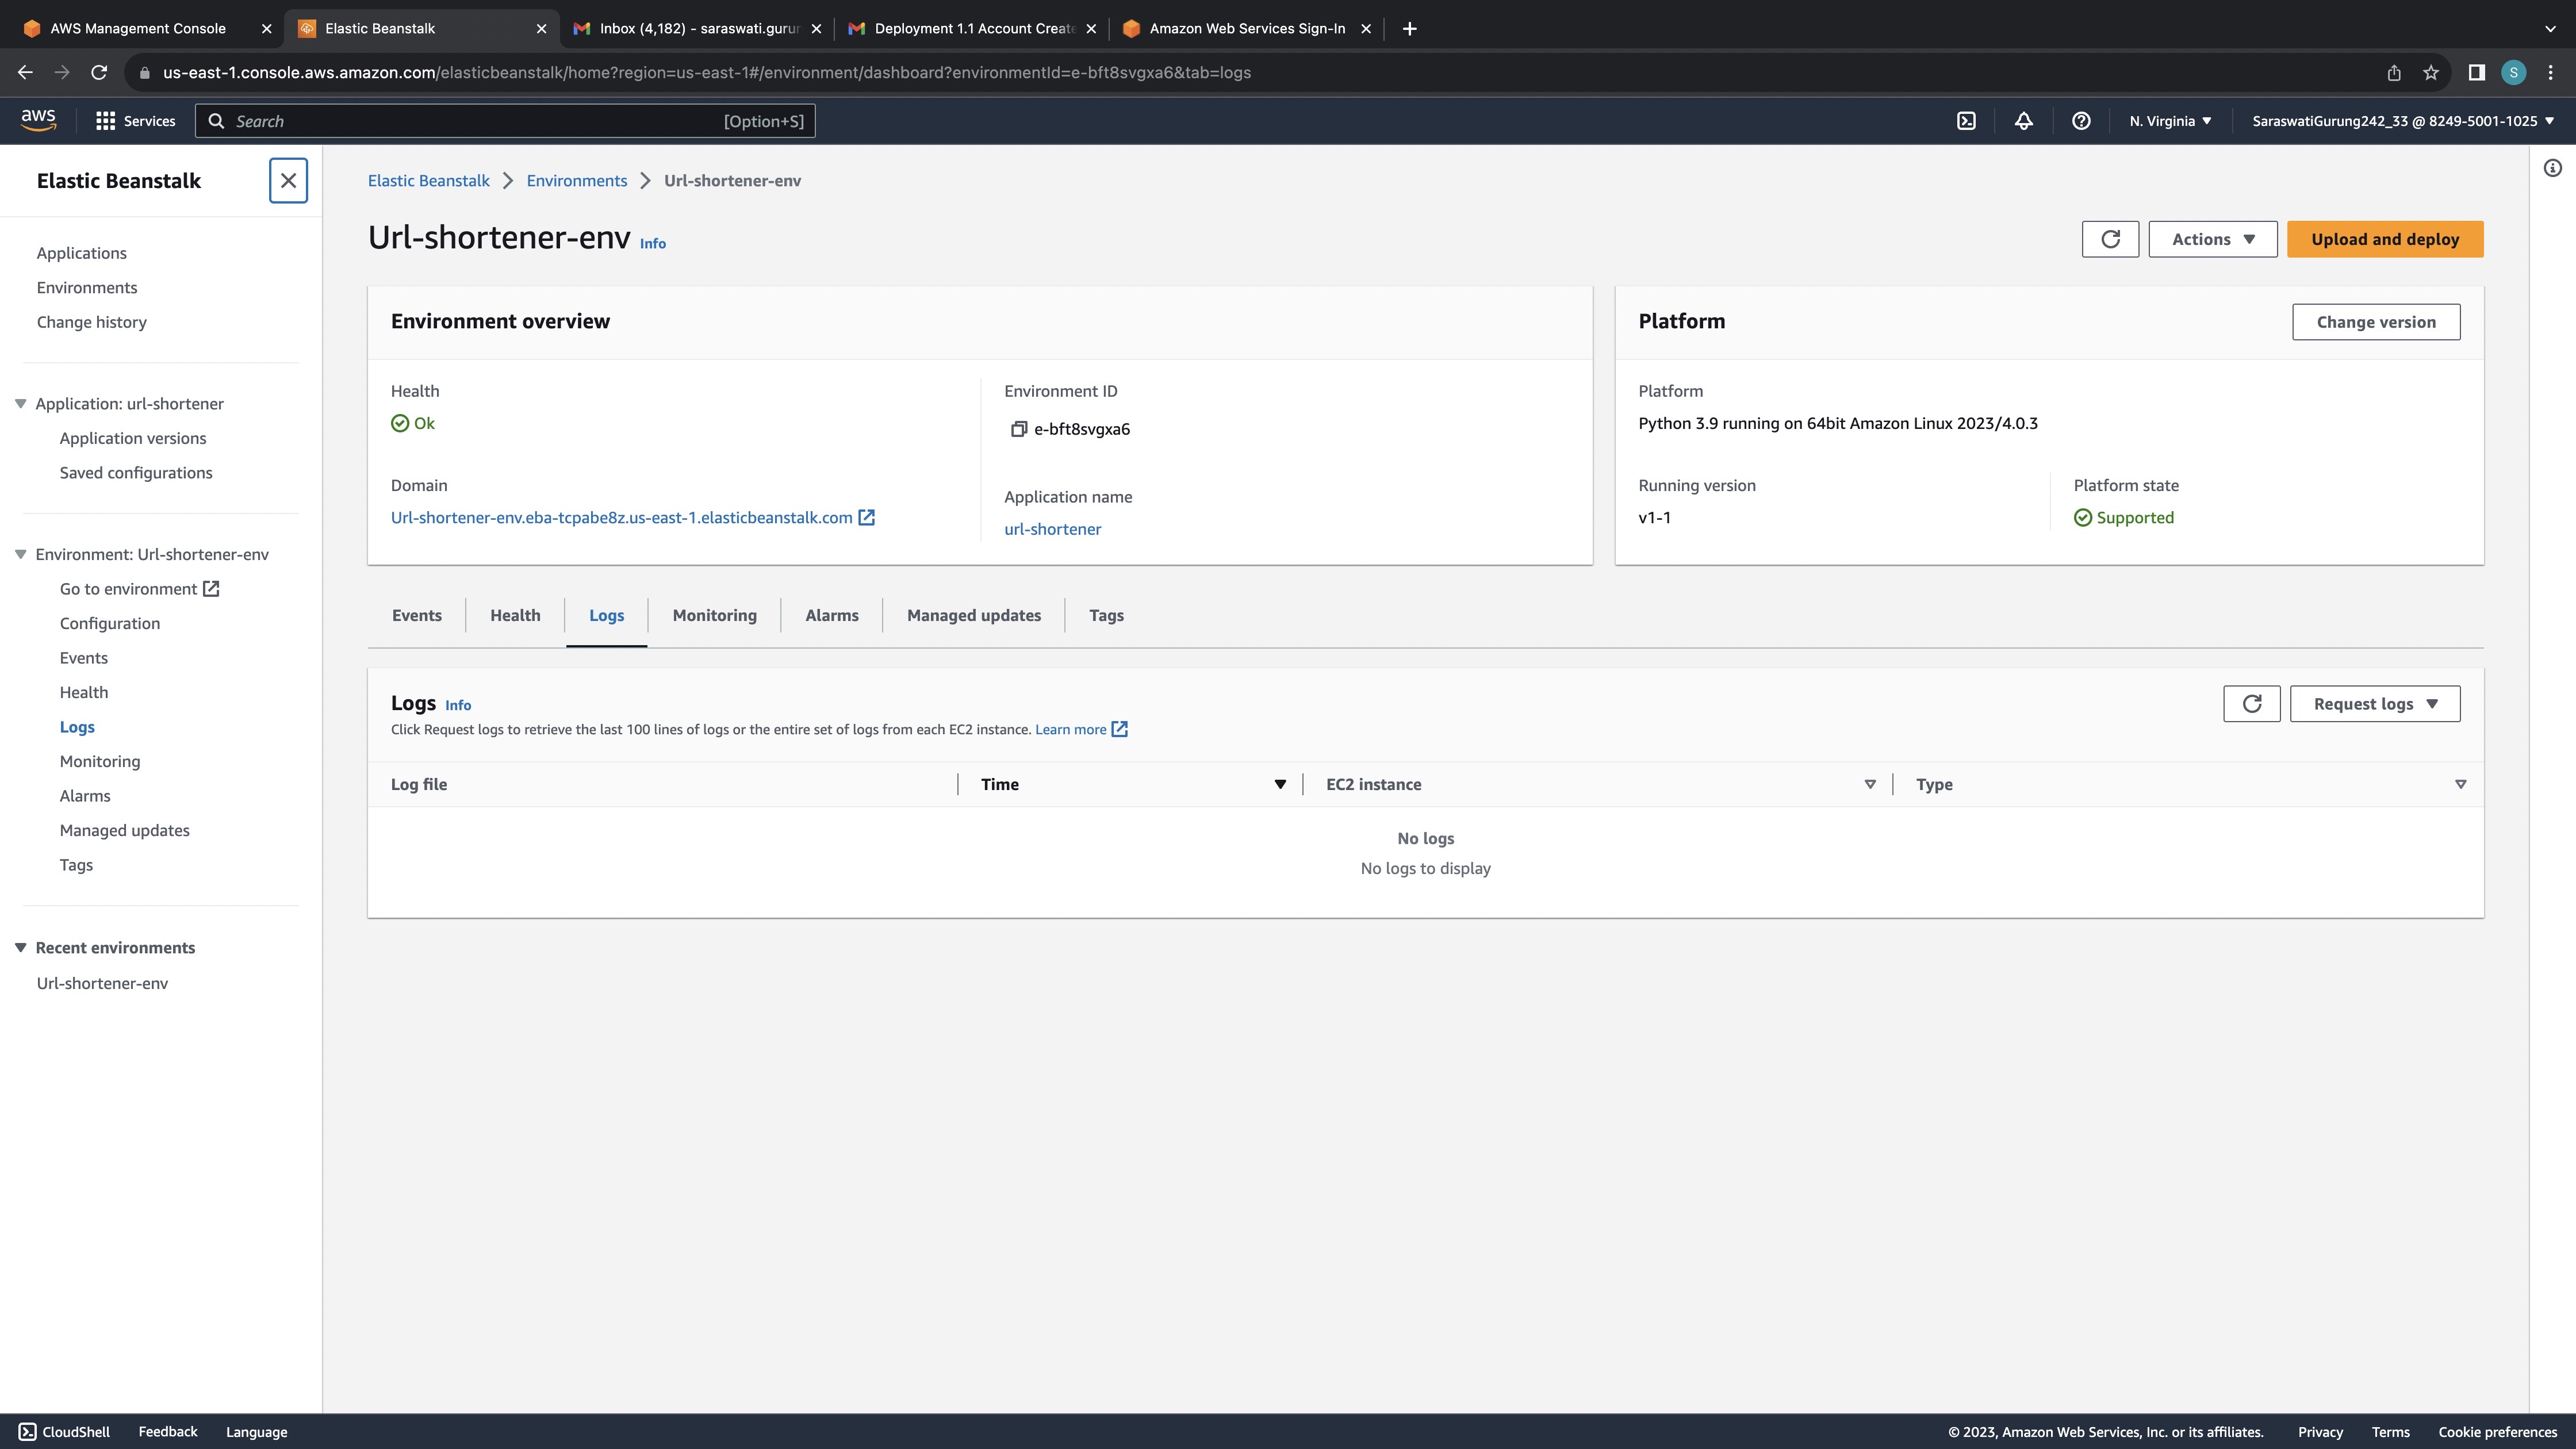 AWS Management Console
Elastic Beanstalk
Inbox (4,182) - saraswati.gurur
Deployment 1.1 Account Create
Amazon Web Services Sign-In
us-east-1.console.aws.amazon.com/elasticbeanstalk/home?region=us-east-1#/environment/dashboard?environmentId=e-bft8svgxa6&tab=logs
S
aws
Services
Search
[Option+S]
N. Virginia
SaraswatiGurung242_33 @ 8249-5001-1025
Elastic Beanstalk
Applications
Environments
Change history
Application: url-shortener
Application versions
Saved configurations
Environment: Url-shortener-env
Go to environment
Configuration
Events
Health
Logs
Monitoring
Alarms
Managed updates
Tags
Recent environments
Url-shortener-env
Elastic Beanstalk > Environments > Url-shortener-env
Url-shortener-env Info
Actions
Upload and deploy
Environment overview
Health
Ok
Domain
Url-shortener-env.eba-tcpabe8z.us-east-1.elasticbeanstalk.com
Environment ID
e-bft8svgxa6
Application name
url-shortener
Platform
Change version
Platform
Python 3.9 running on 64bit Amazon Linux 2023/4.0.3
Running version
v1-1
Platform state
Supported
Events
Health
Logs
Monitoring
Alarms
Managed updates
Tags
Logs Info
Click Request logs to retrieve the last 100 lines of logs or the entire set of logs from each EC2 instance. Learn more
Request logs
Log file
Time
EC2 instance
Type
No logs
No logs to display
CloudShell
Feedback
Language
© 2023, Amazon Web Services, Inc. or its affiliates.
Privacy
Terms
Cookie preferences